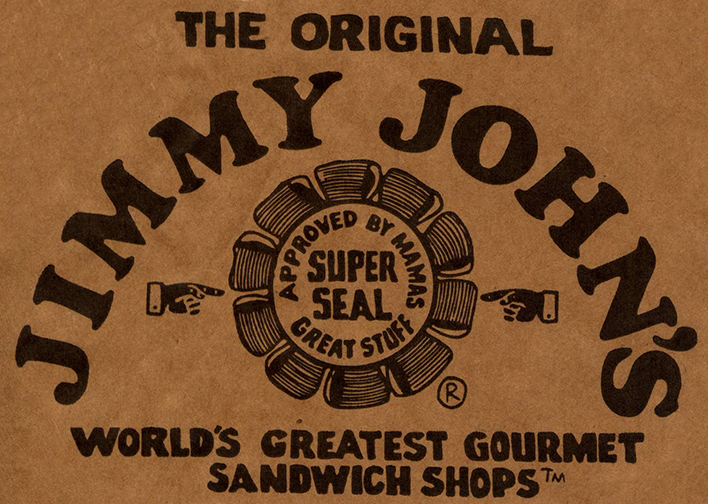 THE ORIGINAL
JIMMY JOHN'S
APPROVED BY MAMAS
SUPER
SEAL
GREAT STUFF
®
WORLD'S GREATEST GOURMET
SANDWICH SHOPS™